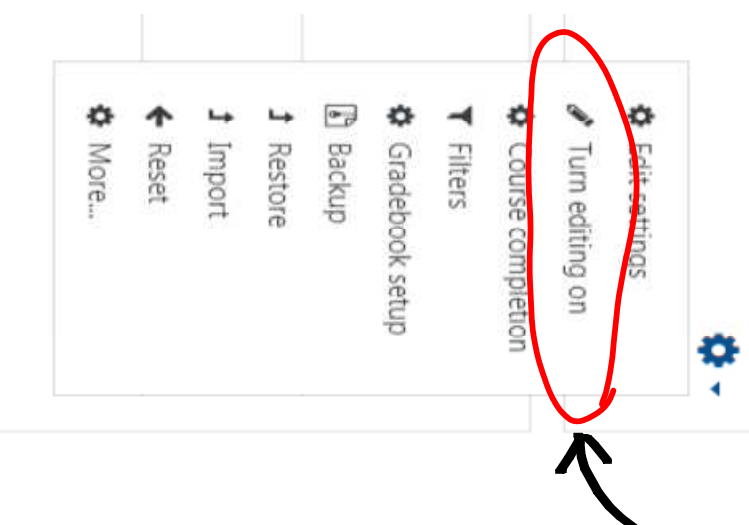 Edit settings
Turn editing on
Course completion
Filters
Gradebook setup
Backup
Restore
Import
Reset
More...